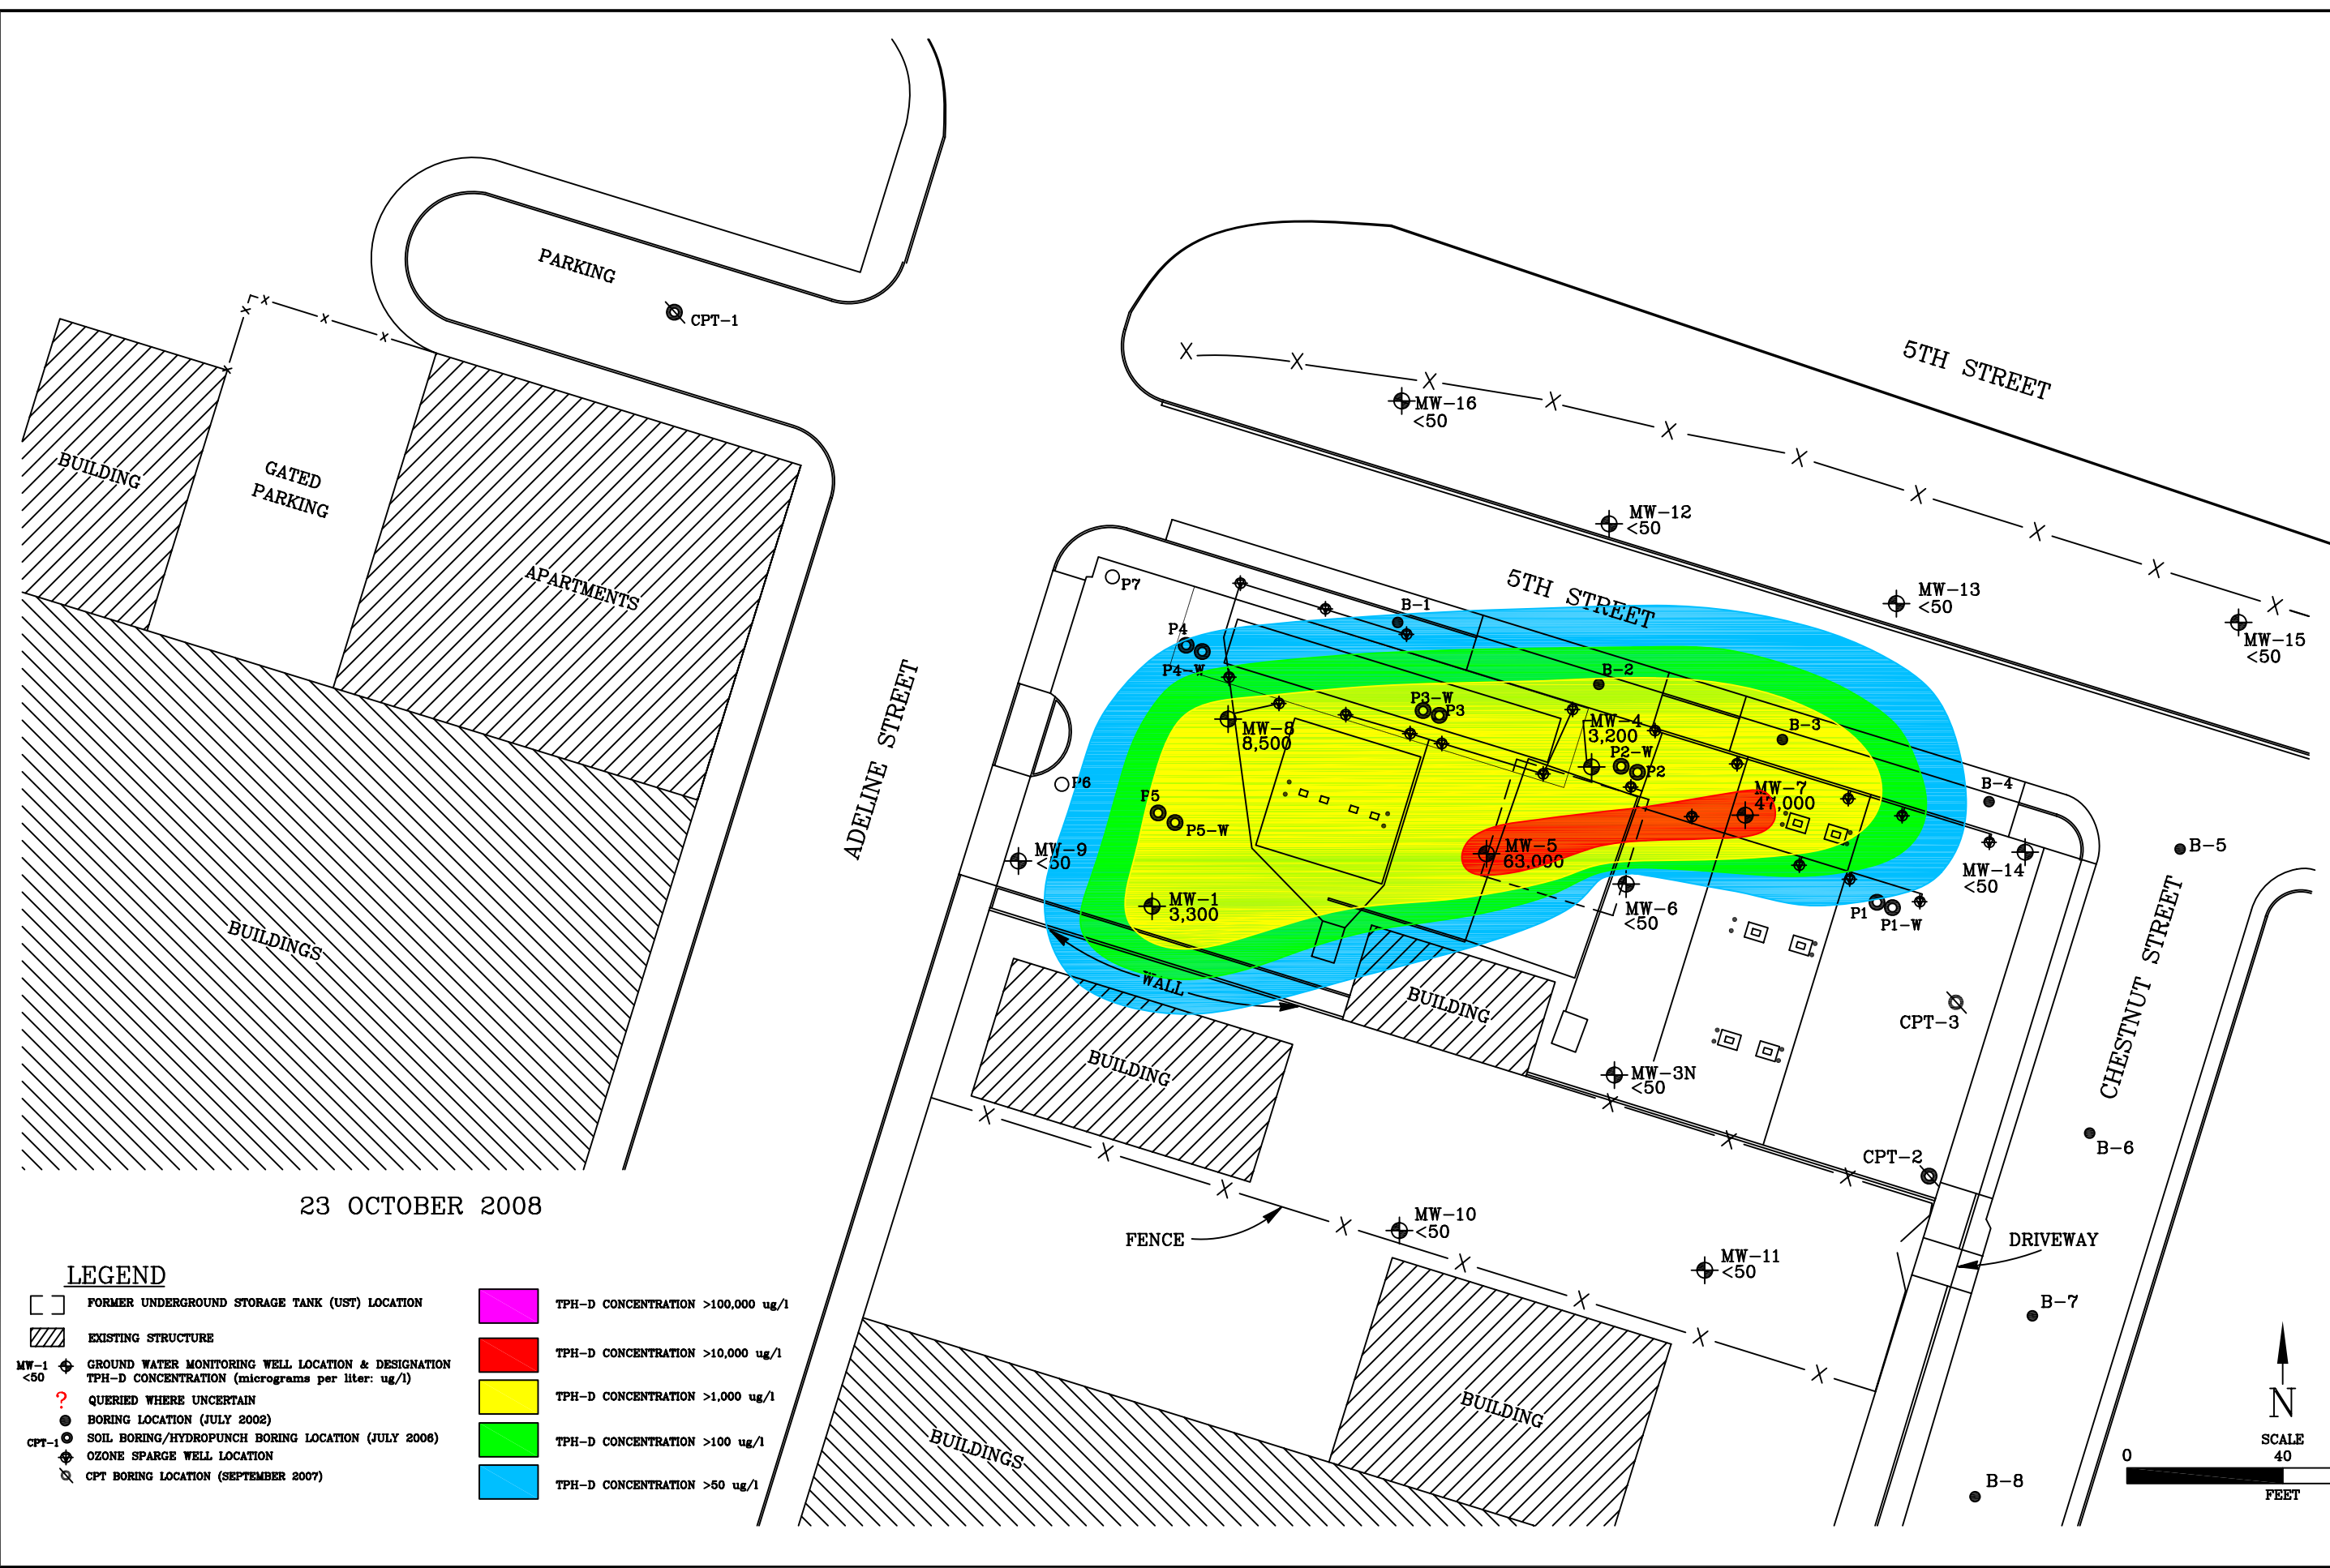 PARKING
CPT-1
5TH STREET
MW-16
<50
BUILDING
GATED
PARKING
MW-12
<50
APARTMENTS
P7
5TH STREET
B-1
MW-13
<50
P4
P4-W
MW-15
<50
B-2
P3-W
P3
MW-8
8,500
MW-4
3,200
B-3
P2-W
P2
ADELINE STREET
P6
P5
P5-W
MW-7
47,000
B-4
MW-9
<50
MW-5
63,000
B-5
MW-14
<50
MW-1
3,300
MW-6
<50
P1
P1-W
BUILDINGS
WALL
BUILDING
CPT-3
CHESTNUT STREET
BUILDING
MW-3N
<50
B-6
CPT-2
23 OCTOBER 2008
MW-10
<50
FENCE
DRIVEWAY
MW-11
<50
B-7
BUILDING
BUILDINGS
B-8
LEGEND
FORMER UNDERGROUND STORAGE TANK (UST) LOCATION
EXISTING STRUCTURE
MW-1
<50
GROUND WATER MONITORING WELL LOCATION & DESIGNATION
TPH-D CONCENTRATION (micrograms per liter: ug/l)
? QUERIED WHERE UNCERTAIN
BORING LOCATION (JULY 2002)
CPT-1 SOIL BORING/HYDROPUNCH BORING LOCATION (JULY 2006)
OZONE SPARGE WELL LOCATION
CPT BORING LOCATION (SEPTEMBER 2007)
TPH-D CONCENTRATION >100,000 ug/l
TPH-D CONCENTRATION >10,000 ug/l
TPH-D CONCENTRATION >1,000 ug/l
TPH-D CONCENTRATION >100 ug/l
TPH-D CONCENTRATION >50 ug/l
N
SCALE
0 40
FEET